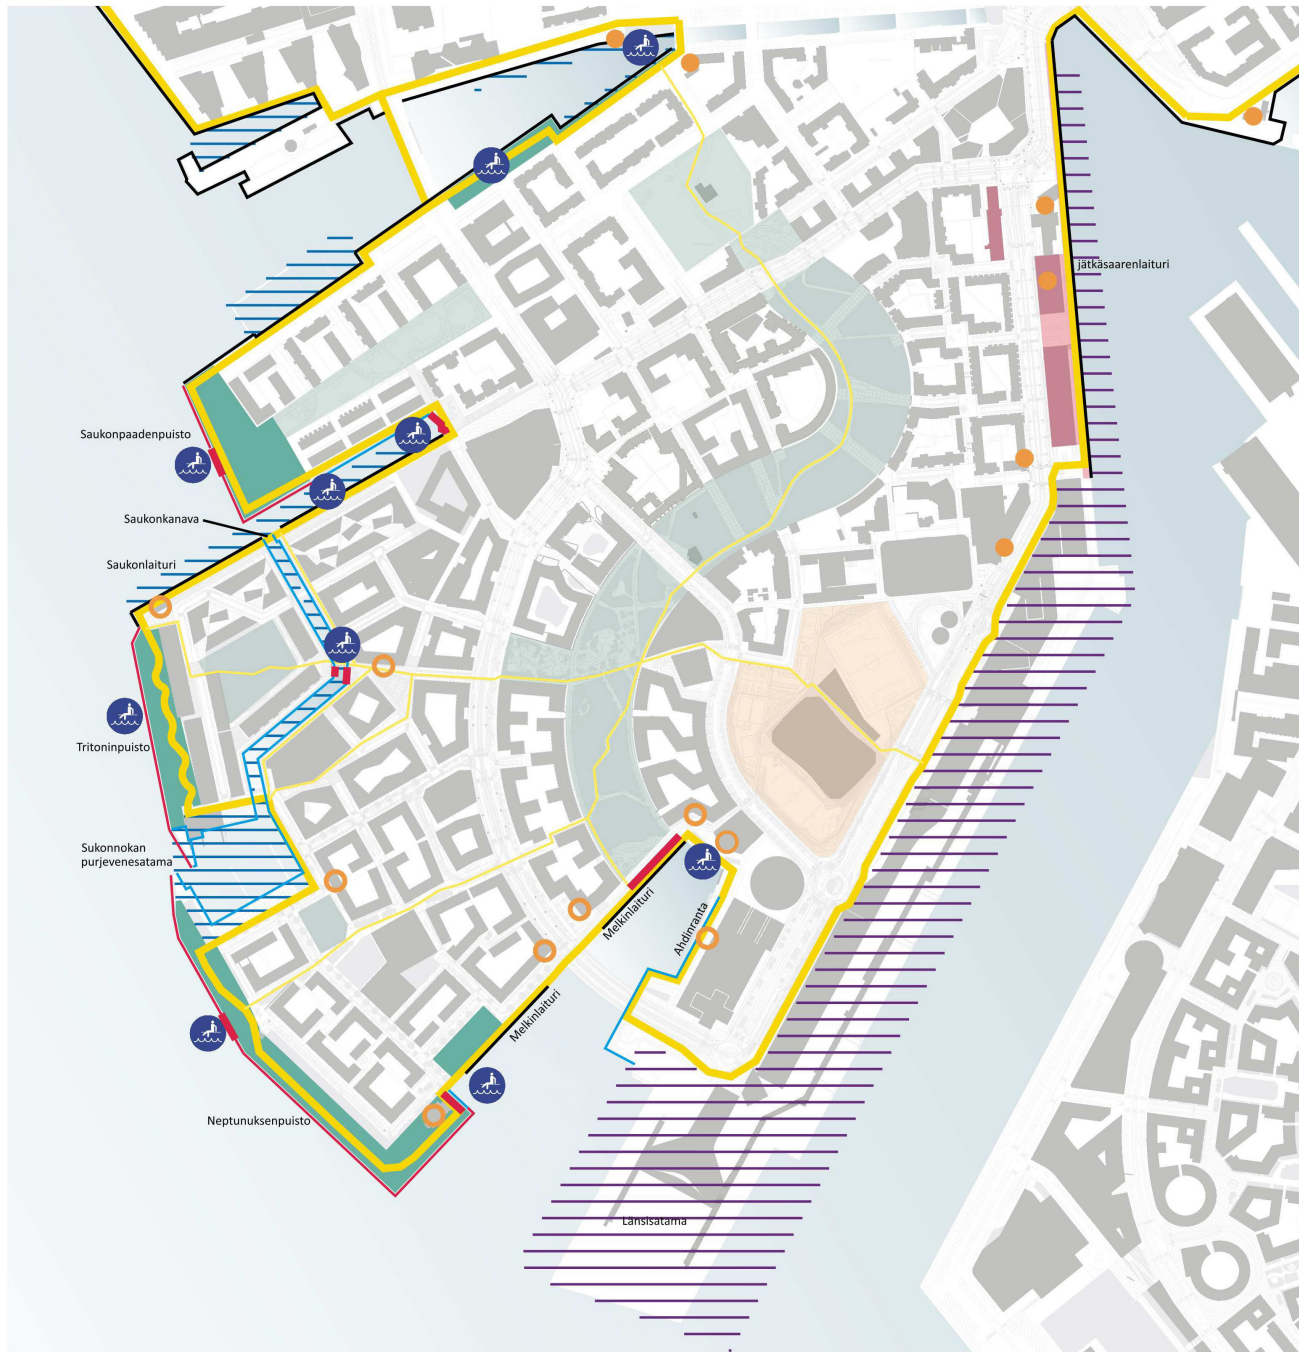 jätkäsaarenlaituri
Saukonpaadenpuisto
Saukonkanava
Saukonlaituri
Tritoninpuisto
Sukonnokan
purjevenesatama
Melkinlaituri
Ahdinranta
Melkinlaituri
Neptunuksenpuisto
Länsisatama